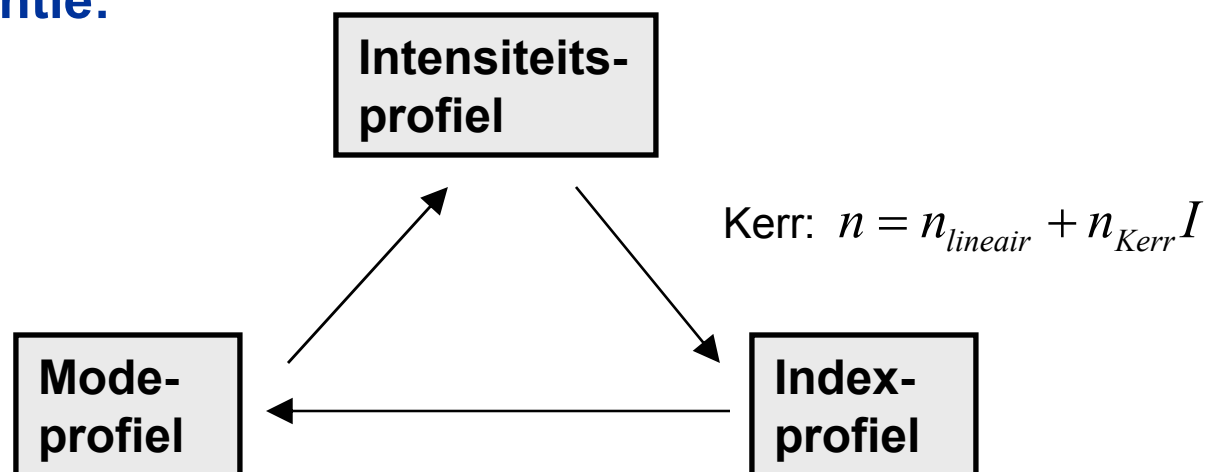 Intensiteits-
profiel
Kerr: n = n_lineair + n_Kerr I
Mode-
profiel
Index-
profiel